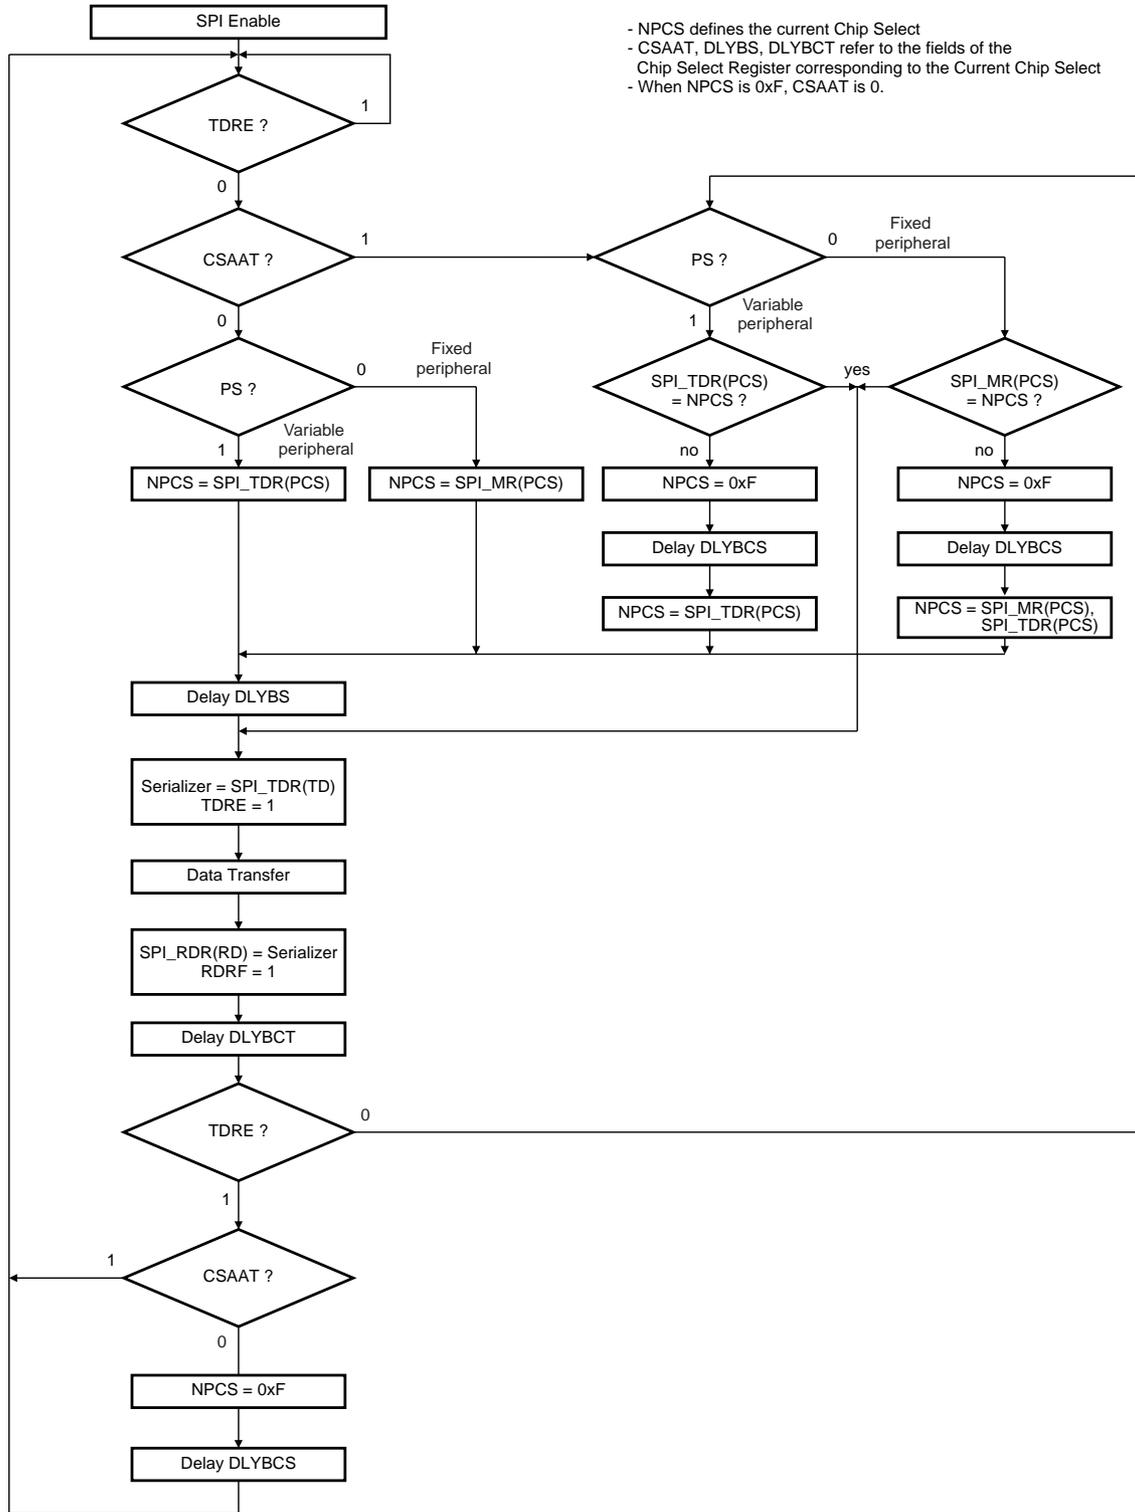 SPI Enable
- NPCS defines the current Chip Select
- CSAAT, DLYBS, DLYBCT refer to the fields of the
Chip Select Register corresponding to the Current Chip Select
- When NPCS is 0xF, CSAAT is 0.
1
TDRE ?
0
CSAAT ?
1
PS ?
0
Fixed
peripheral
0
1
Variable
peripheral
PS ?
0
Fixed
peripheral
1
Variable
peripheral
SPI_TDR(PCS)
= NPCS ?
yes
SPI_MR(PCS)
= NPCS ?
no
no
NPCS = SPI_TDR(PCS)
NPCS = SPI_MR(PCS)
NPCS = 0xF
NPCS = 0xF
Delay DLYBCS
Delay DLYBCS
NPCS = SPI_TDR(PCS)
NPCS = SPI_MR(PCS),
SPI_TDR(PCS)
Delay DLYBS
Serializer = SPI_TDR(TD)
TDRE = 1
Data Transfer
SPI_RDR(RD) = Serializer
RDRF = 1
Delay DLYBCT
TDRE ?
0
1
CSAAT ?
1
0
NPCS = 0xF
Delay DLYBCS